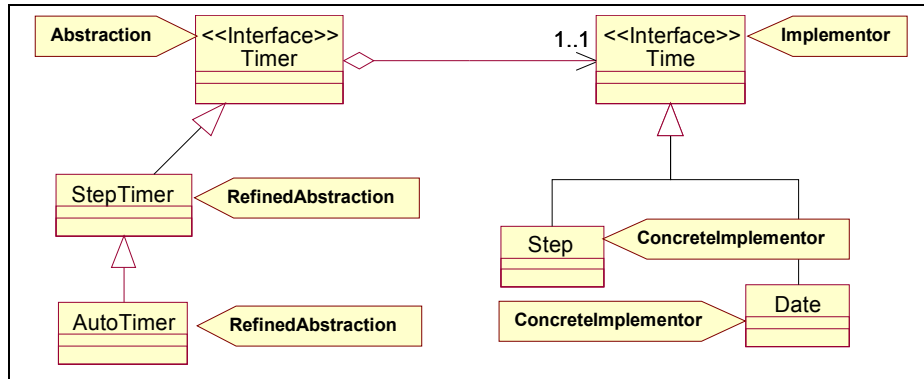 Abstraction
<<Interface>>
Timer
1..1
<<Interface>>
Time
Implementor
StepTimer
RefinedAbstraction
Step
ConcreteImplementor
AutoTimer
RefinedAbstraction
ConcreteImplementor
Date